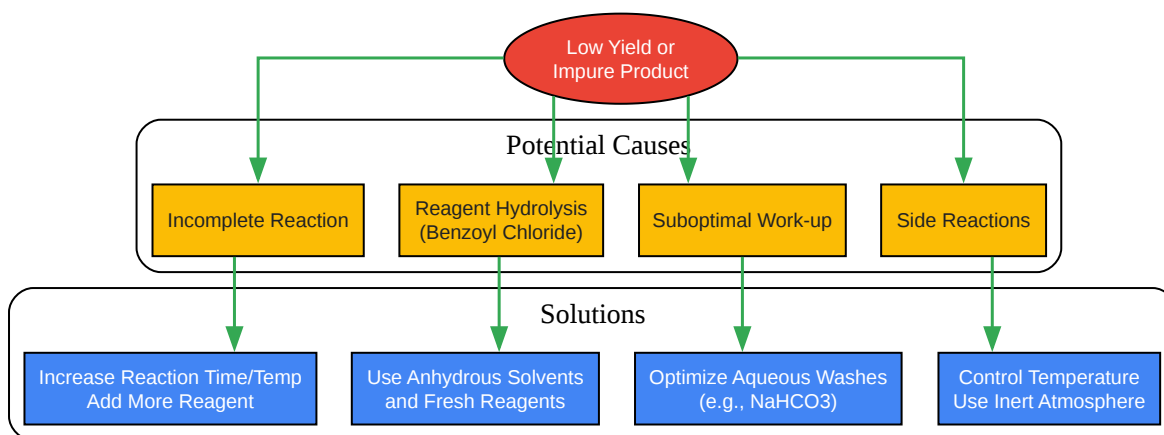 Low Yield or
Impure Product
Potential Causes
Incomplete Reaction
Reagent Hydrolysis
(Benzoyl Chloride)
Suboptimal Work-up
Side Reactions
Solutions
Increase Reaction Time/Temp
Add More Reagent
Use Anhydrous Solvents
and Fresh Reagents
Optimize Aqueous Washes
(e.g., NaHCO3)
Control Temperature
Use Inert Atmosphere